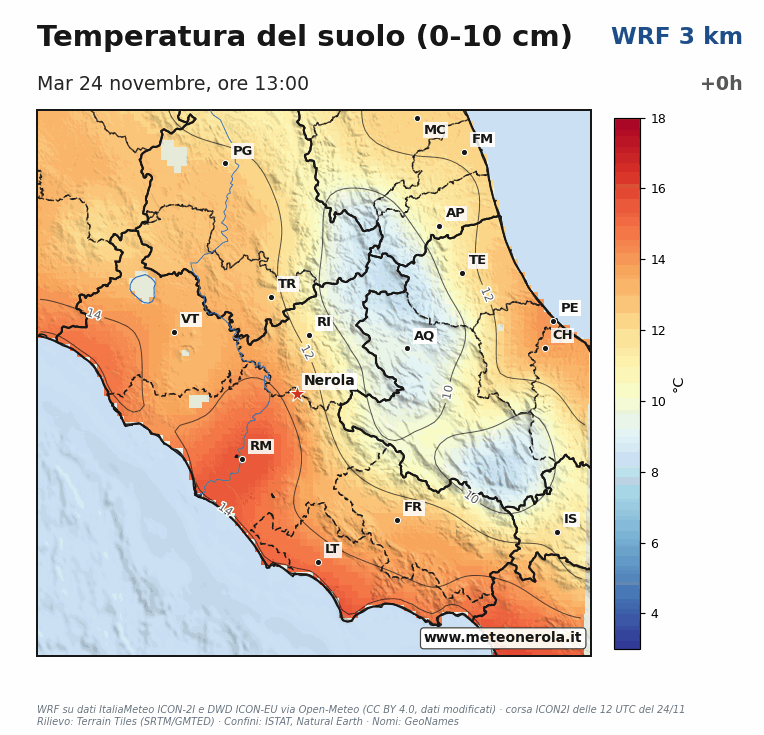 Temperatura del suolo (0-10 cm)
WRF 3 km
Mar 24 novembre, ore 13:00
+0h
MC
FM
PG
AP
TE
TR
12
PE
14
VT
RI
CH
AQ
12
Nerola
10
RM
10
14
FR
IS
LT
www.meteonerola.it
18
16
14
12
10
8
6
4
°C
WRF su dati ItaliaMeteo ICON-2I e DWD ICON-EU via Open-Meteo (CC BY 4.0, dati modificati) · corsa ICON2I delle 12 UTC del 24/11
Rilievo: Terrain Tiles (SRTM/GMTED) · Confini: ISTAT, Natural Earth · Nomi: GeoNames